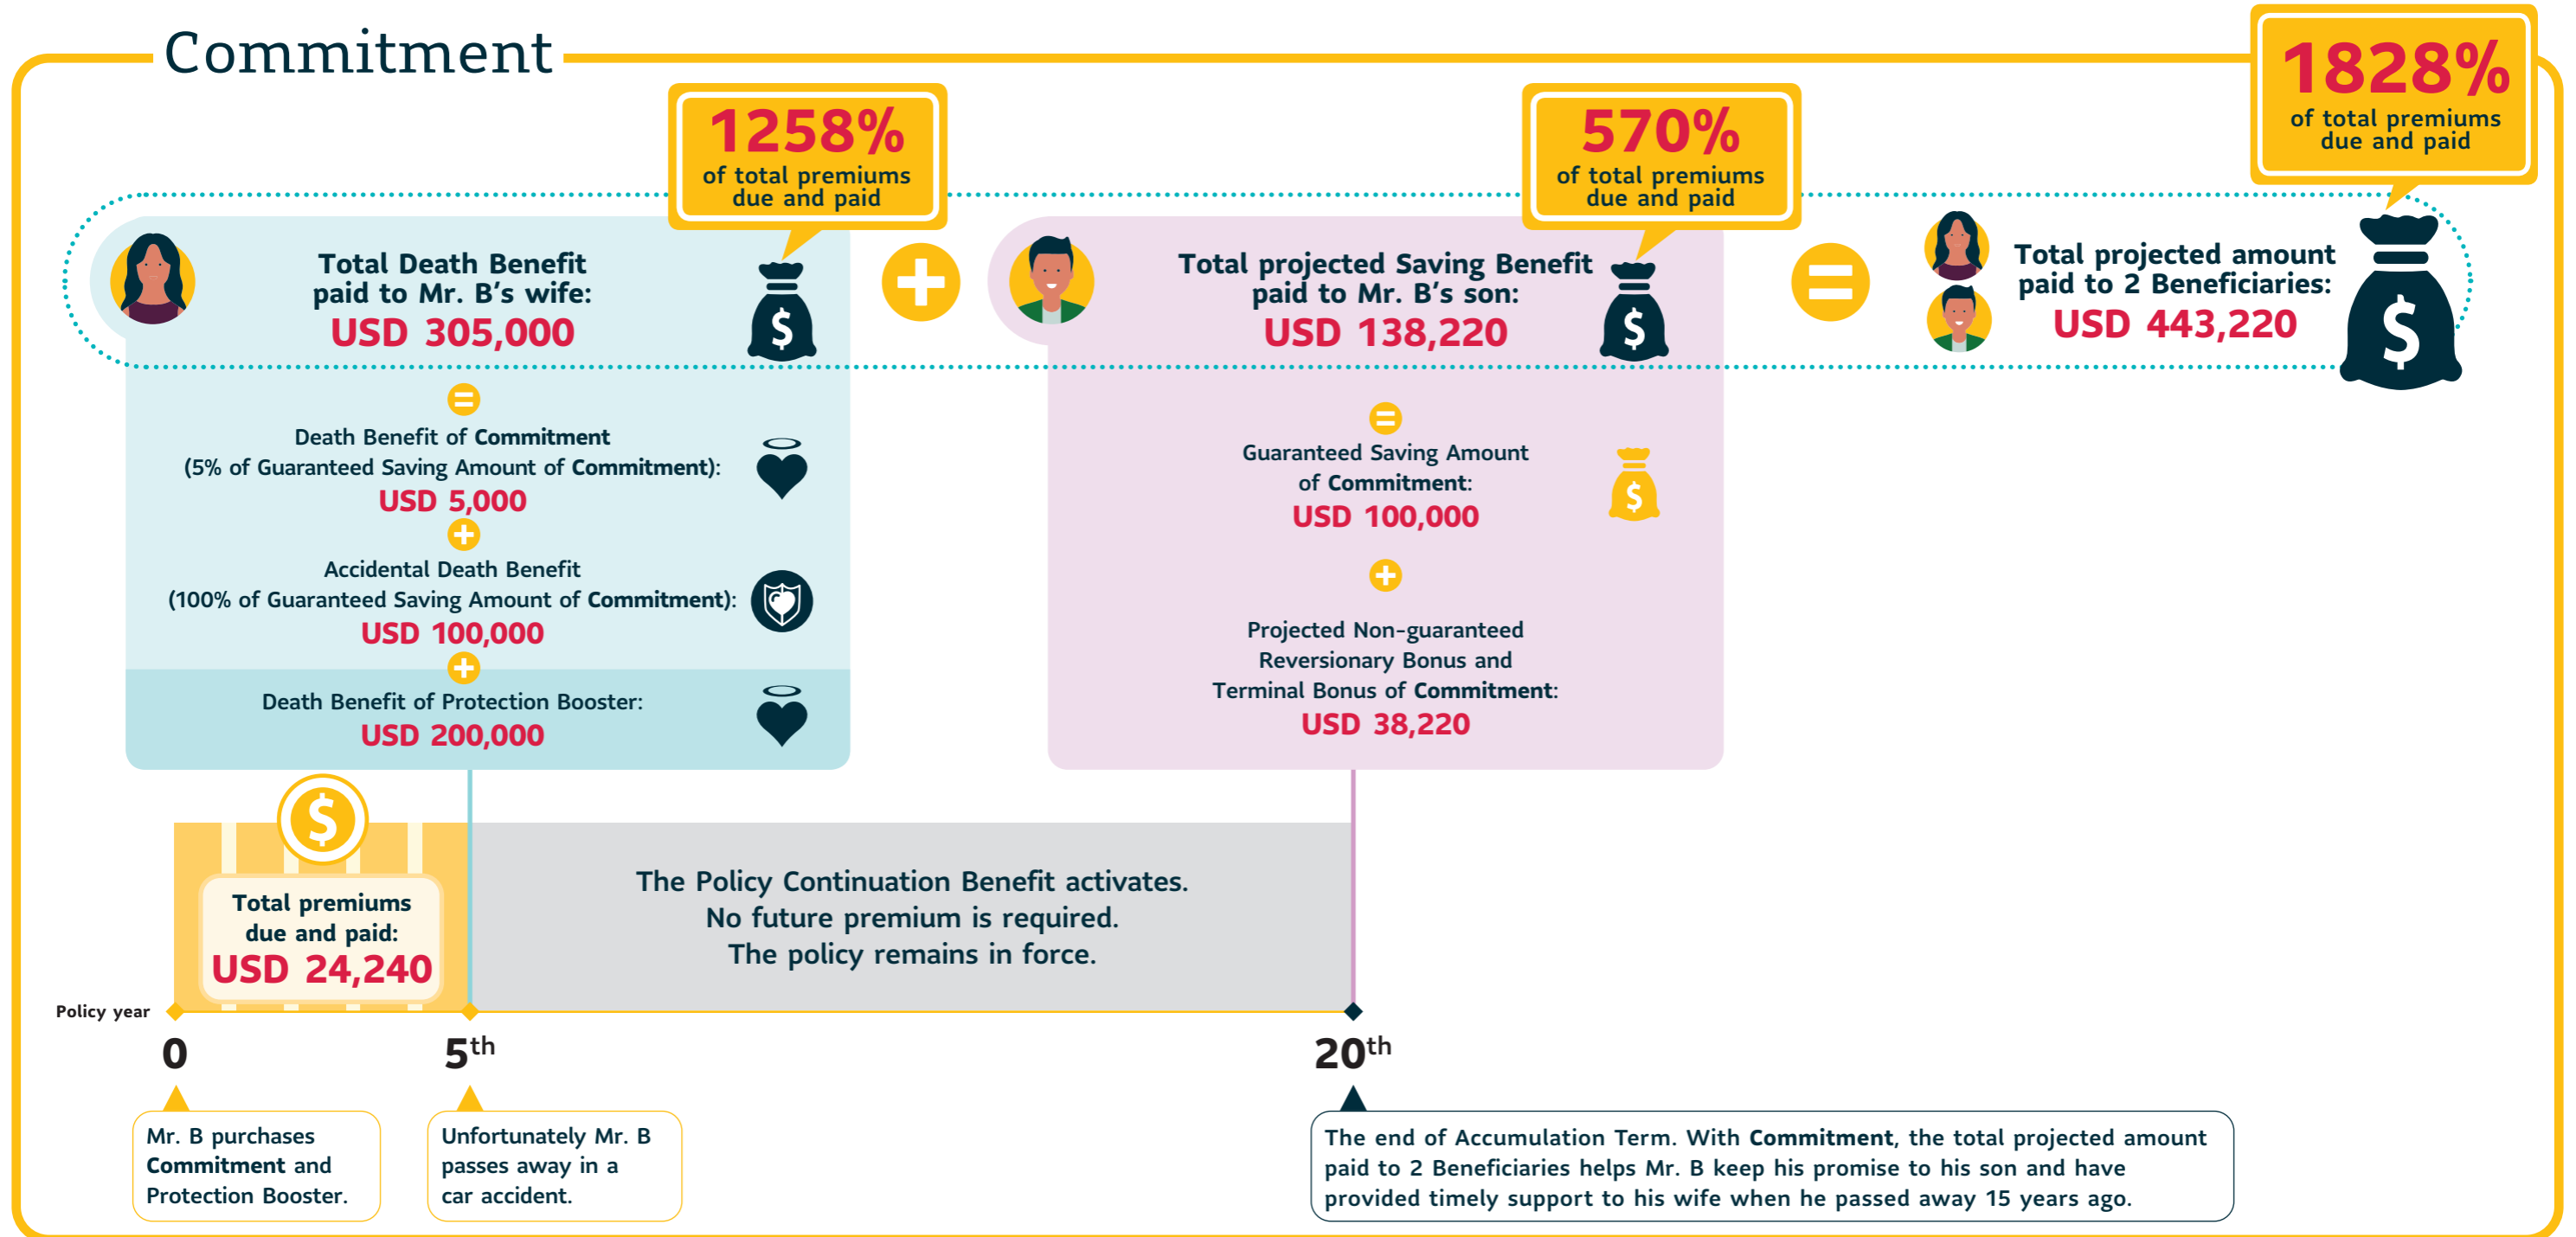 Commitment
1258%
of total premiums
due and paid
570%
of total premiums
due and paid
1828%
of total premiums
due and paid
Total Death Benefit
paid to Mr. B's wife:
USD 305,000
$
+
Total projected Saving Benefit
paid to Mr. B's son:
USD 138,220
$
=
Total projected amount
paid to 2 Beneficiaries:
USD 443,220
$
=
Death Benefit of Commitment
(5% of Guaranteed Saving Amount of Commitment):
USD 5,000
+
Accidental Death Benefit
(100% of Guaranteed Saving Amount of Commitment):
USD 100,000
+
Death Benefit of Protection Booster:
USD 200,000
=
Guaranteed Saving Amount
of Commitment:
USD 100,000
$
+
Projected Non-guaranteed
Reversionary Bonus and
Terminal Bonus of Commitment:
USD 38,220
$
Total premiums
due and paid:
USD 24,240
The Policy Continuation Benefit activates.
No future premium is required.
The policy remains in force.
Policy year
0
5th
20th
Mr. B purchases
Commitment and
Protection Booster.
Unfortunately Mr. B
passes away in a
car accident.
The end of Accumulation Term. With Commitment, the total projected amount
paid to 2 Beneficiaries helps Mr. B keep his promise to his son and have
provided timely support to his wife when he passed away 15 years ago.